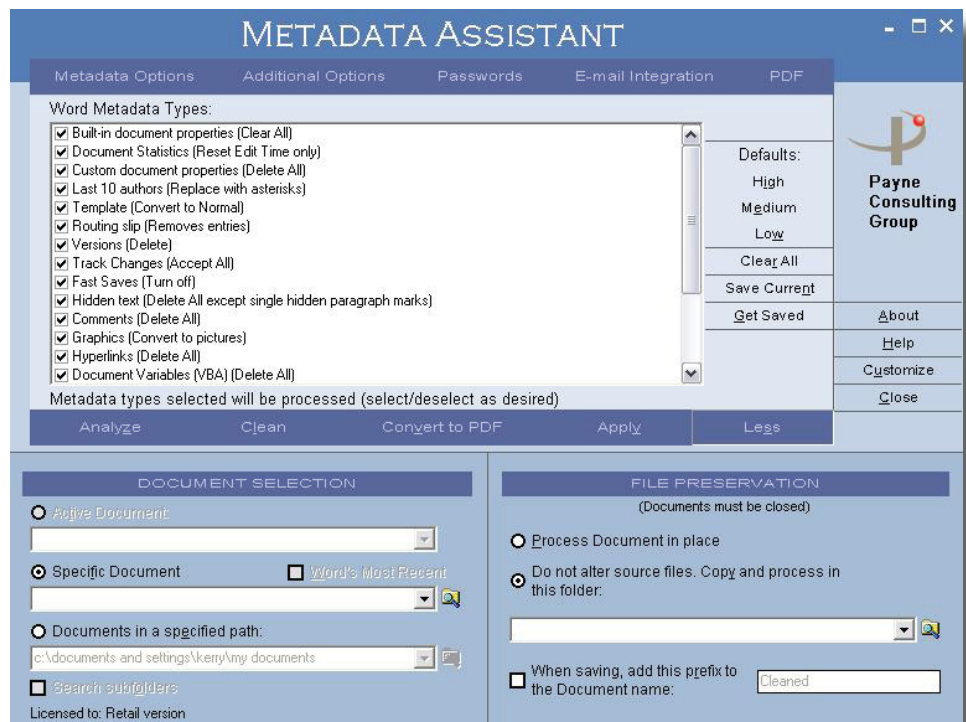 METADATA ASSISTANT
Metadata Options Additional Options Passwords E-mail Integration PDF
Word Metadata Types:
Built-in document properties (Clear All)
Document Statistics (Reset Edit Time only)
Custom document properties (Delete All)
Last 10 authors (Replace with asterisks)
Template (Convert to Normal)
Routing slip (Removes entries)
Versions (Delete)
Track Changes (Accept All)
Fast Saves (Turn off)
Hidden text (Delete All except single hidden paragraph marks)
Comments (Delete All)
Graphics (Convert to pictures)
Hyperlinks (Delete All)
Document Variables (VBA) (Delete All)
Metadata types selected will be processed (select/deselect as desired)
Defaults:
High
Medium
Low
Clear All
Save Current
Get Saved
Payne
Consulting
Group
About
Help
Customize
Close
Analyze Clean Convert to PDF Apply Less
DOCUMENT SELECTION
Active Document:
Specific Document Word's Most Recent
Documents in a specified path:
c:\documents and settings\kerry\my documents
Search subfolders
Licensed to: Retail version
FILE PRESERVATION
(Documents must be closed)
Process Document in place
Do not alter source files. Copy and process in
this folder:
When saving, add this prefix to
the Document name:
Cleaned